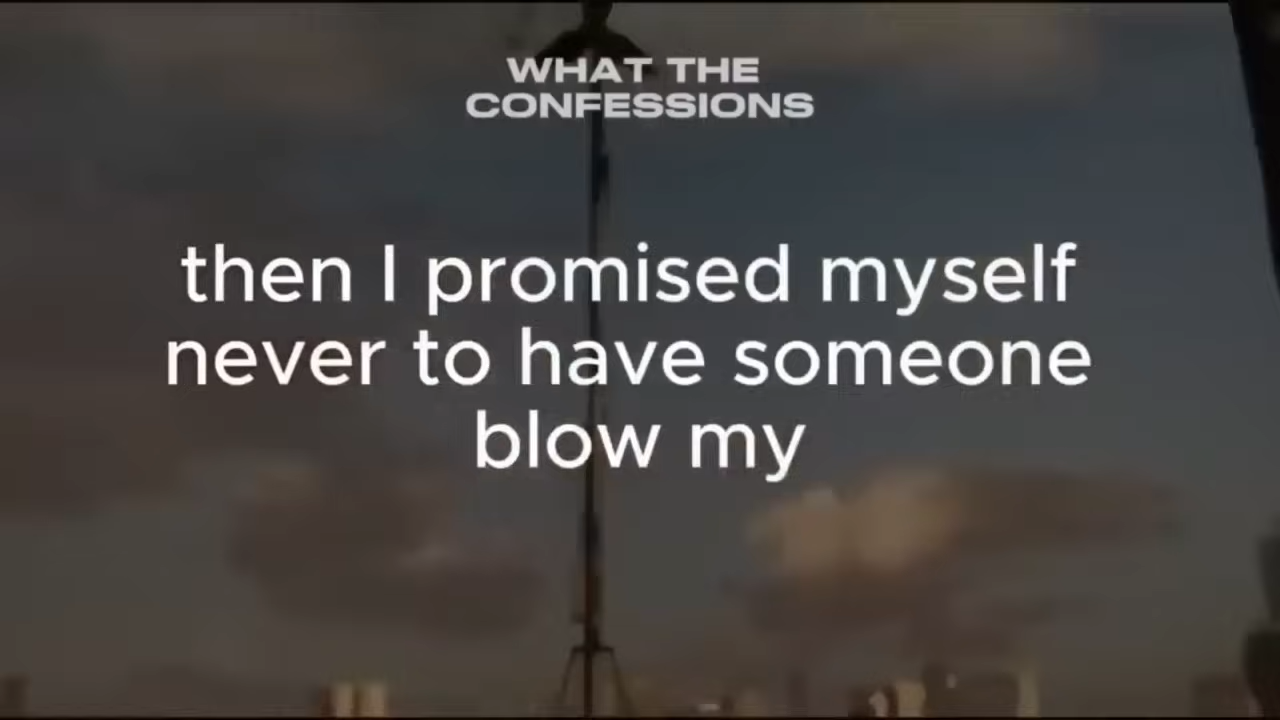 WHAT THE
CONFESSIONS
then I promised myself
never to have someone
blow my